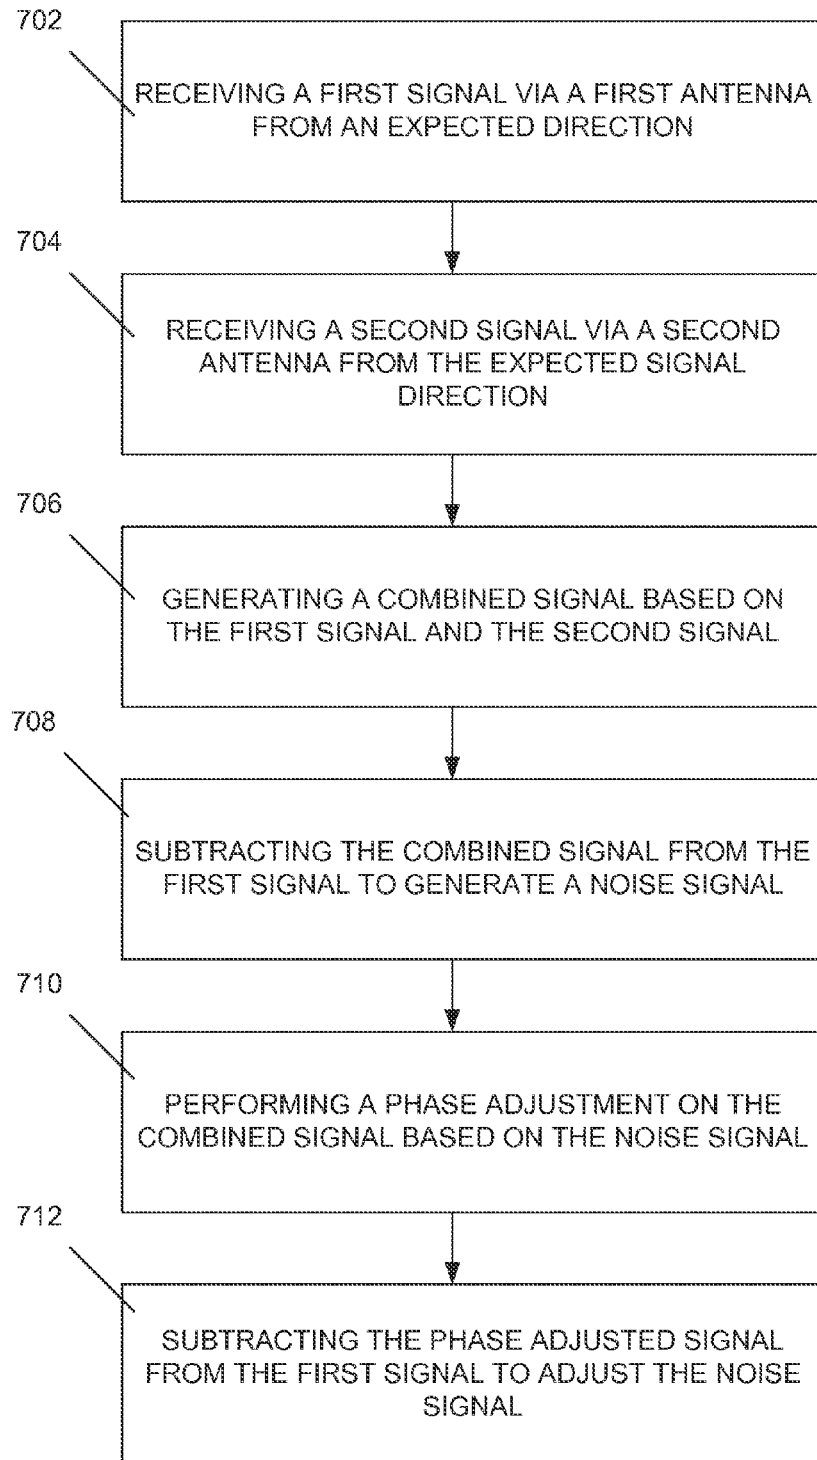 702
RECEIVING A FIRST SIGNAL VIA A FIRST ANTENNA
FROM AN EXPECTED DIRECTION
704
RECEIVING A SECOND SIGNAL VIA A SECOND
ANTENNA FROM THE EXPECTED SIGNAL
DIRECTION
706
GENERATING A COMBINED SIGNAL BASED ON
THE FIRST SIGNAL AND THE SECOND SIGNAL
708
SUBTRACTING THE COMBINED SIGNAL FROM THE
FIRST SIGNAL TO GENERATE A NOISE SIGNAL
710
PERFORMING A PHASE ADJUSTMENT ON THE
COMBINED SIGNAL BASED ON THE NOISE SIGNAL
712
SUBTRACTING THE PHASE ADJUSTED SIGNAL
FROM THE FIRST SIGNAL TO ADJUST THE NOISE
SIGNAL